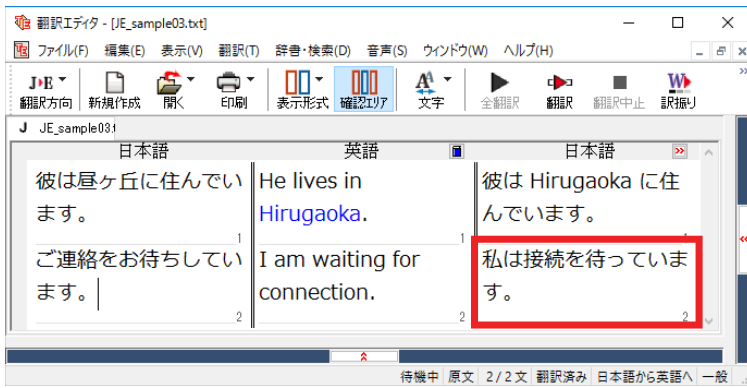 翻訳エディタ - [JE_sample03.txt]
ファイル(F) 編集(E) 表示(V) 翻訳(T) 辞書・検索(D) 音声(S) ウィンドウ(W) ヘルプ(H)
J▸E
翻訳方向 新規作成 開く 印刷 表示形式 確認エリア 文字 全翻訳 翻訳 翻訳中止 訳振り
J JE_sample03.t
日本語 英語 日本語
彼は昼ヶ丘に住んでい
ます。
1
He lives in
Hirugaoka.
1
彼は Hirugaoka に住
んでいます。
ご連絡をお待ちしてい
ます。
2
I am waiting for
connection.
2
私は接続を待っていま
す。
2
待機中 原文 2/2文 翻訳済み 日本語から英語へ 一般